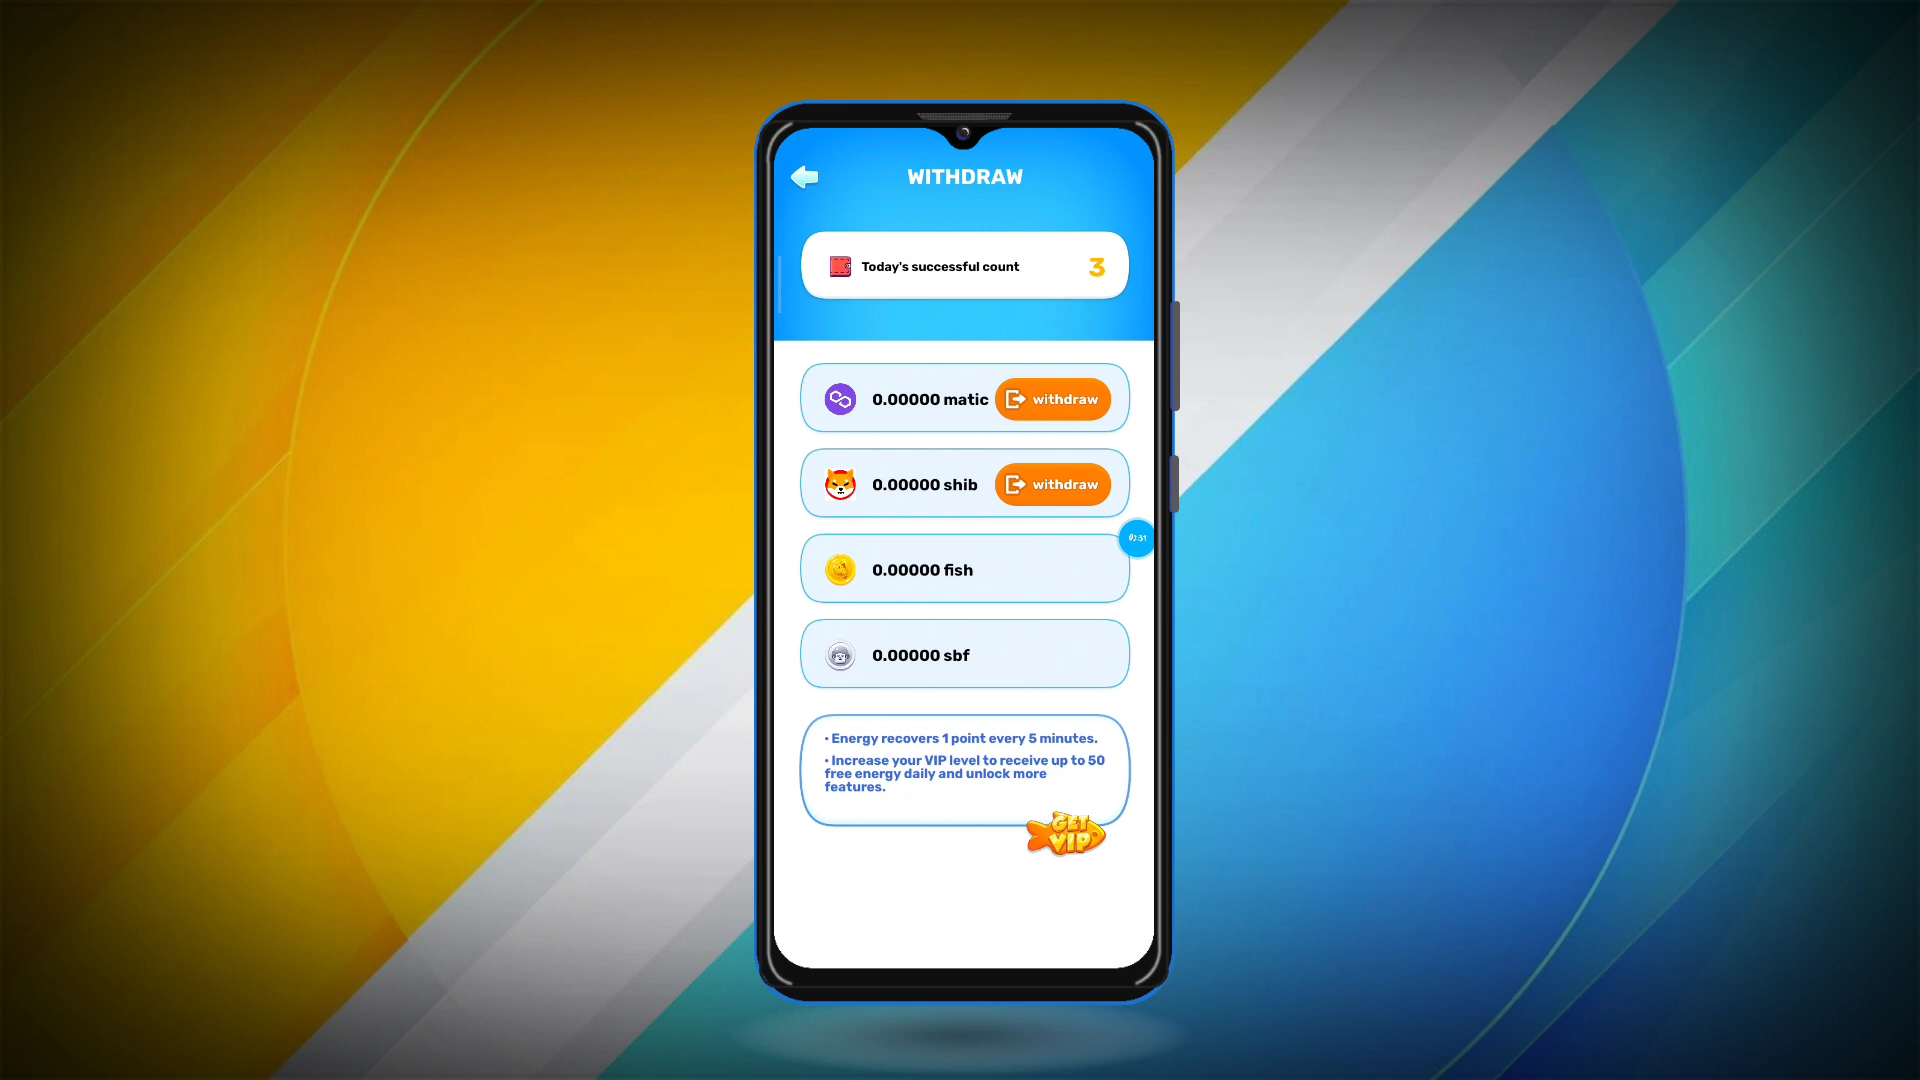 WITHDRAW
Today's successful count 3
0.00000 matic withdraw
0.00000 shib withdraw
0.00000 fish
0.00000 sbf
• Energy recovers 1 point every 5 minutes.
• Increase your VIP level to receive up to 50
free energy daily and unlock more
features.
GET
VIP